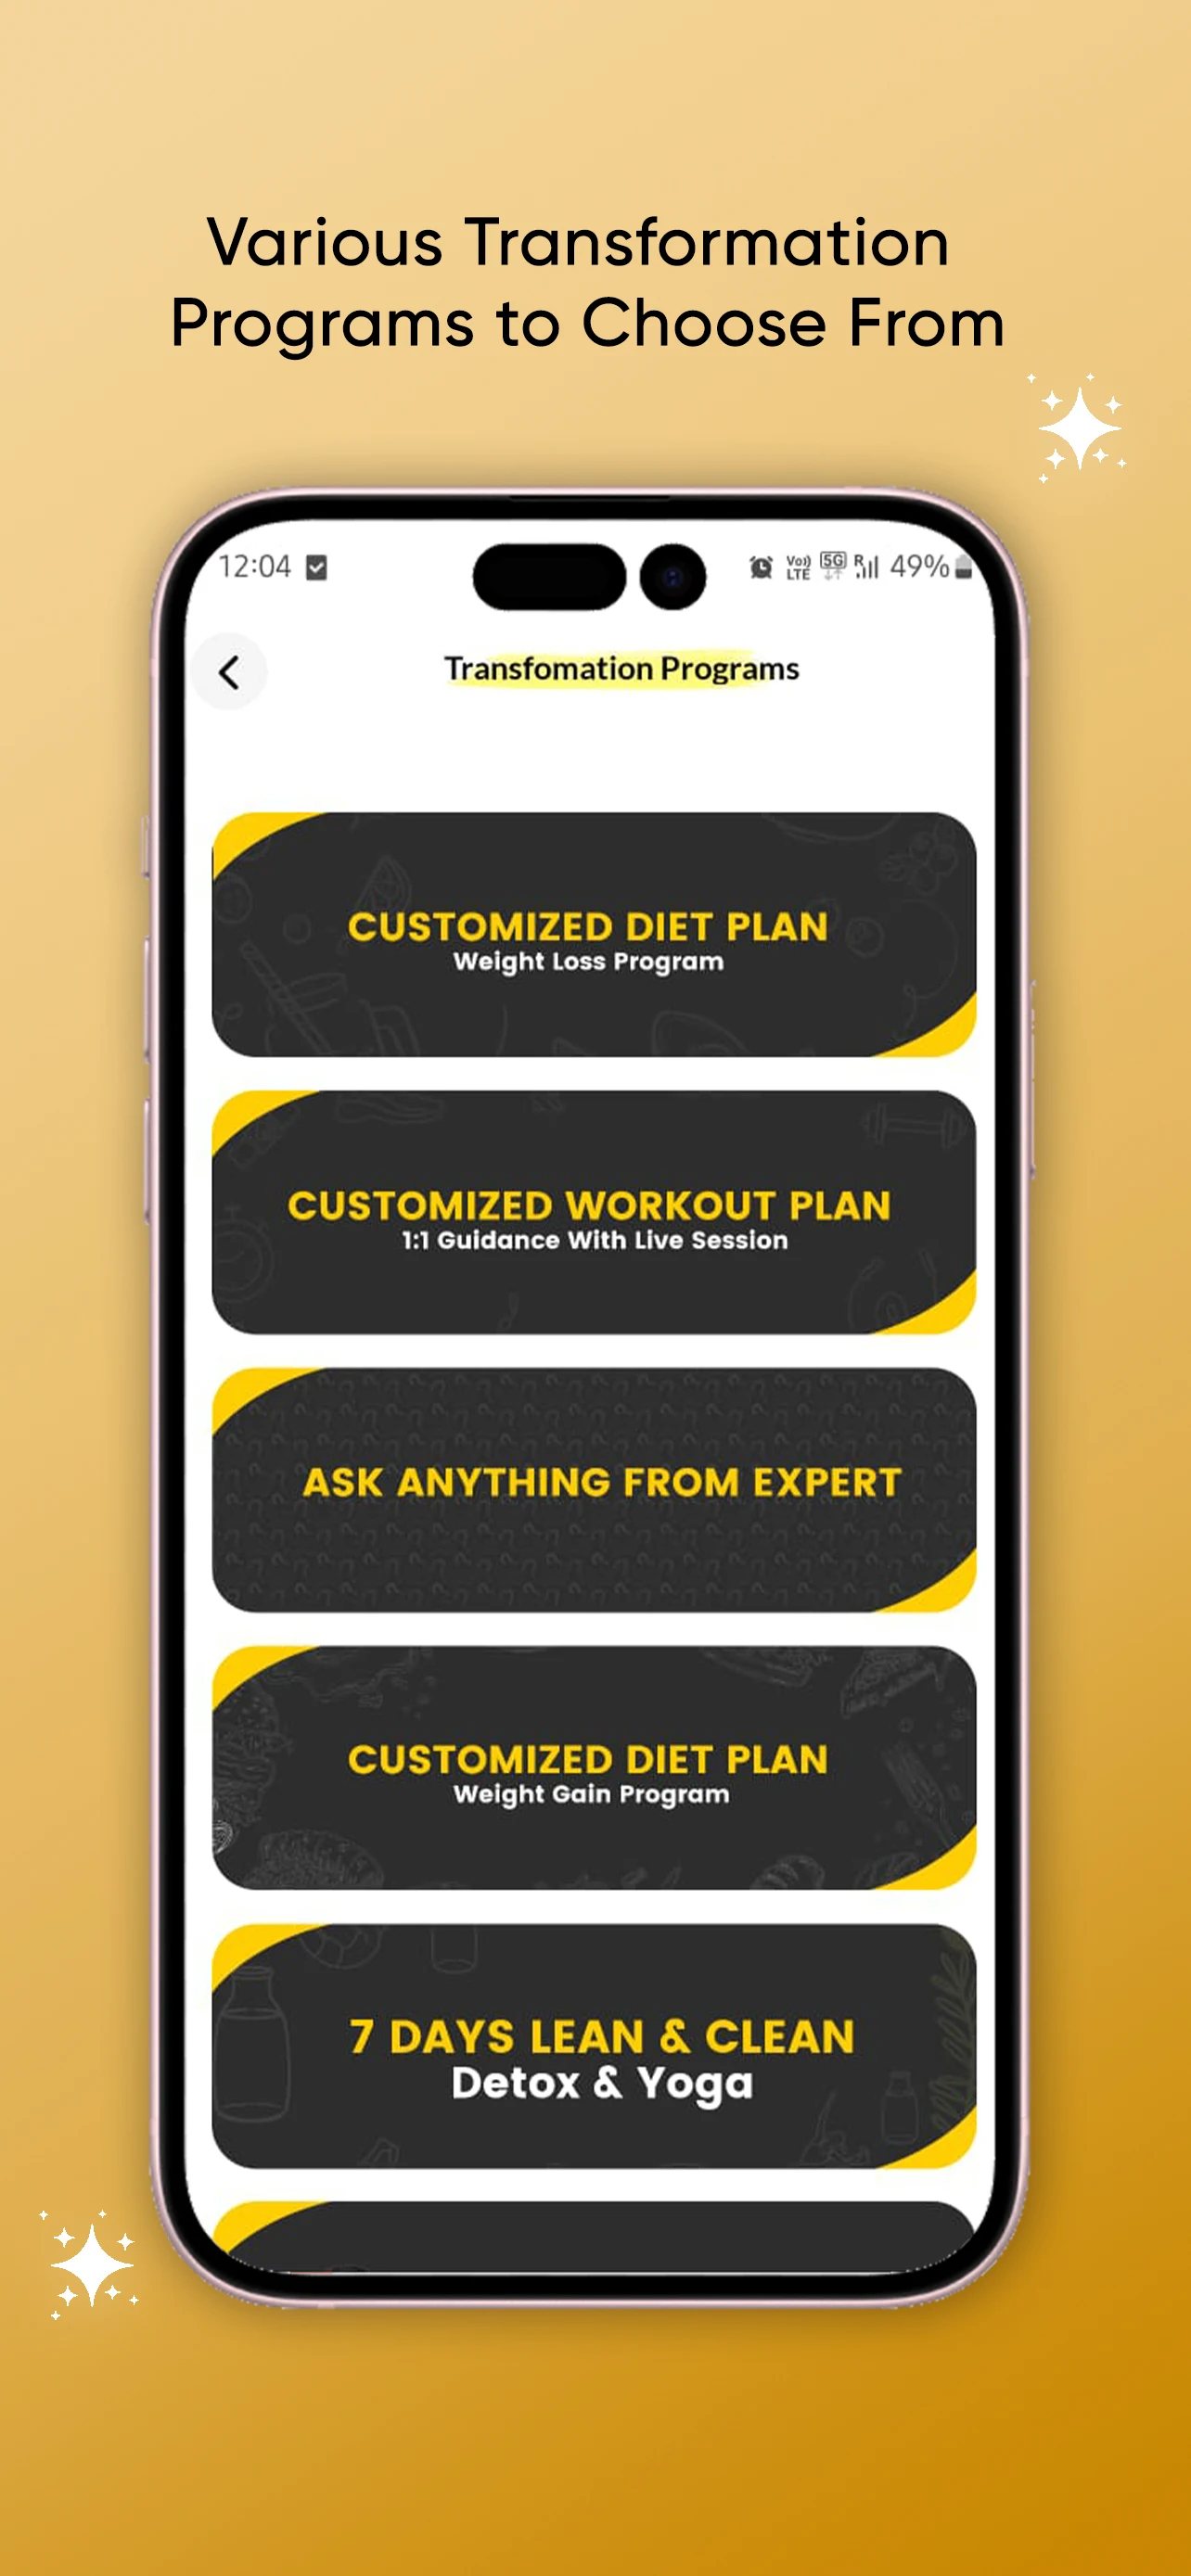 Various Transformation
Programs to Choose From
12:04
Vo))
LTE
5G
R
49%
Transfomation Programs
CUSTOMIZED DIET PLAN
Weight Loss Program
CUSTOMIZED WORKOUT PLAN
1:1 Guidance With Live Session
ASK ANYTHING FROM EXPERT
CUSTOMIZED DIET PLAN
Weight Gain Program
7 DAYS LEAN & CLEAN
Detox & Yoga